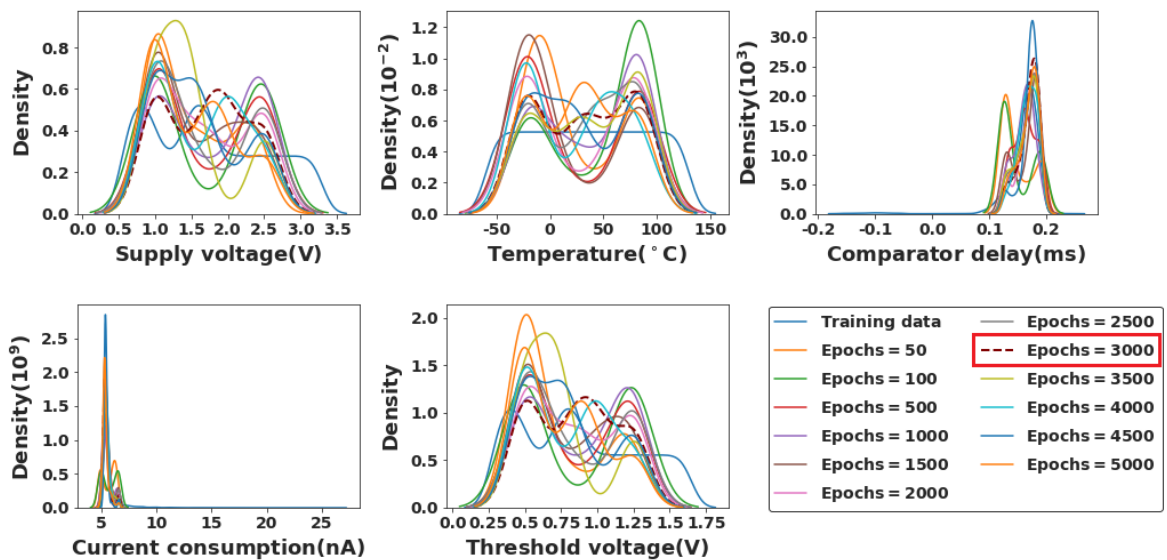 Density
0.8
0.6
0.4
0.2
0.0
0.0 0.5 1.0 1.5 2.0 2.5 3.0 3.5
Supply voltage(V)
Density(10⁻²)
1.2
1.0
0.8
0.6
0.4
0.2
0.0
-50 0 50 100 150
Temperature(°C)
Density(10³)
30.0
25.0
20.0
15.0
10.0
5.0
0.0
-0.2 -0.1 0.0 0.1 0.2
Comparator delay(ms)
Density(10⁹)
2.5
2.0
1.5
1.0
0.5
0.0
5 10 15 20 25
Current consumption(nA)
Density
2.0
1.5
1.0
0.5
0.0
0.0 0.25 0.5 0.75 1.0 1.25 1.5 1.75
Threshold voltage(V)
Training data
Epochs = 50
Epochs = 100
Epochs = 500
Epochs = 1000
Epochs = 1500
Epochs = 2000
Epochs = 2500
Epochs = 3000
Epochs = 3500
Epochs = 4000
Epochs = 4500
Epochs = 5000